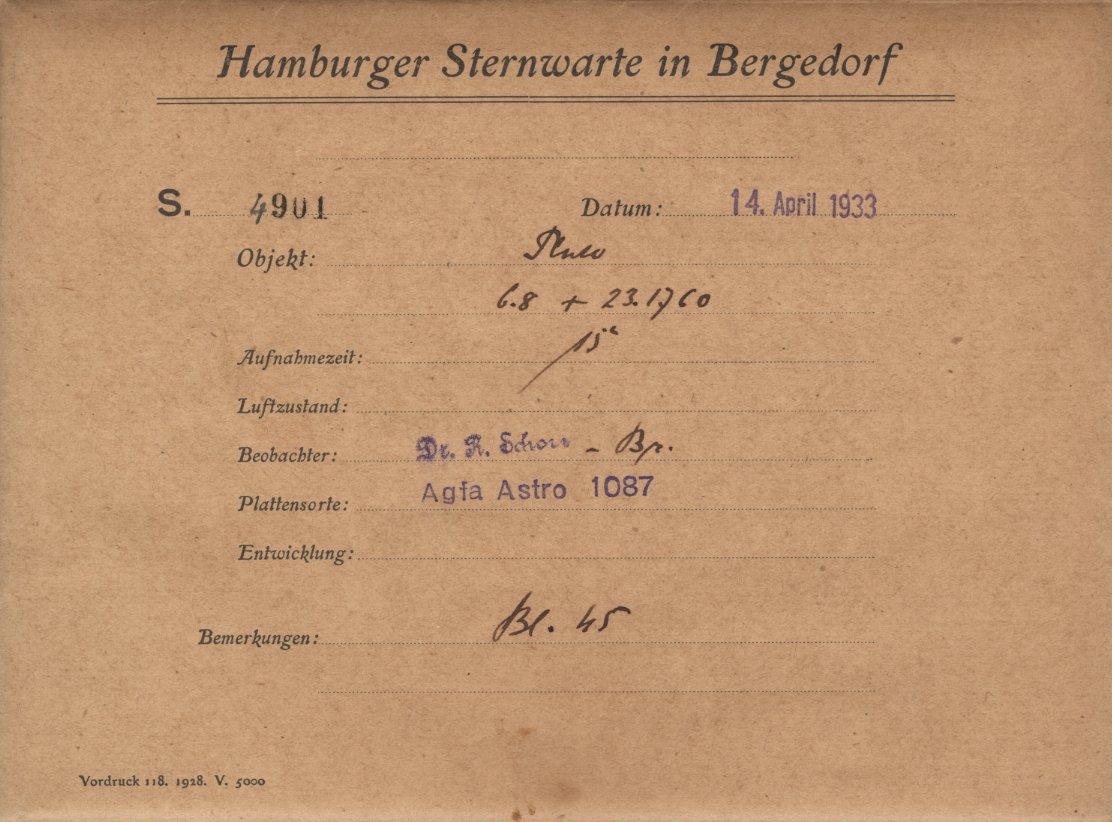 Hamburger Sternwarte in Bergedorf
S. 4901 Datum: 14. April 1933
Objekt: Pluto
6.8 + 23.1760
Aufnahmezeit: 15
Luftzustand:
Beobachter: Dr. R. Schorr –
Plattensorte: Agfa Astro 1087
Entwicklung:
Bemerkungen: Bl. 45
Vordruck 118. 1928. V. 5000